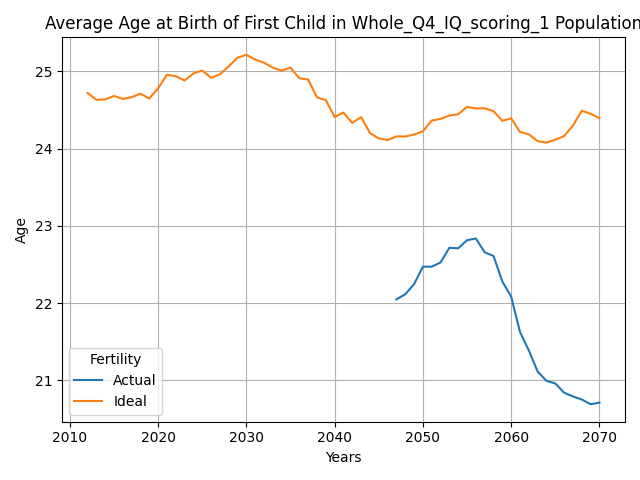 Average Age at Birth of First Child in Whole_Q4_IQ_scoring_1 Population
Age
25
24
23
22
21
Fertility
Actual
Ideal
2010 2020 2030 2040 2050 2060 2070
Years